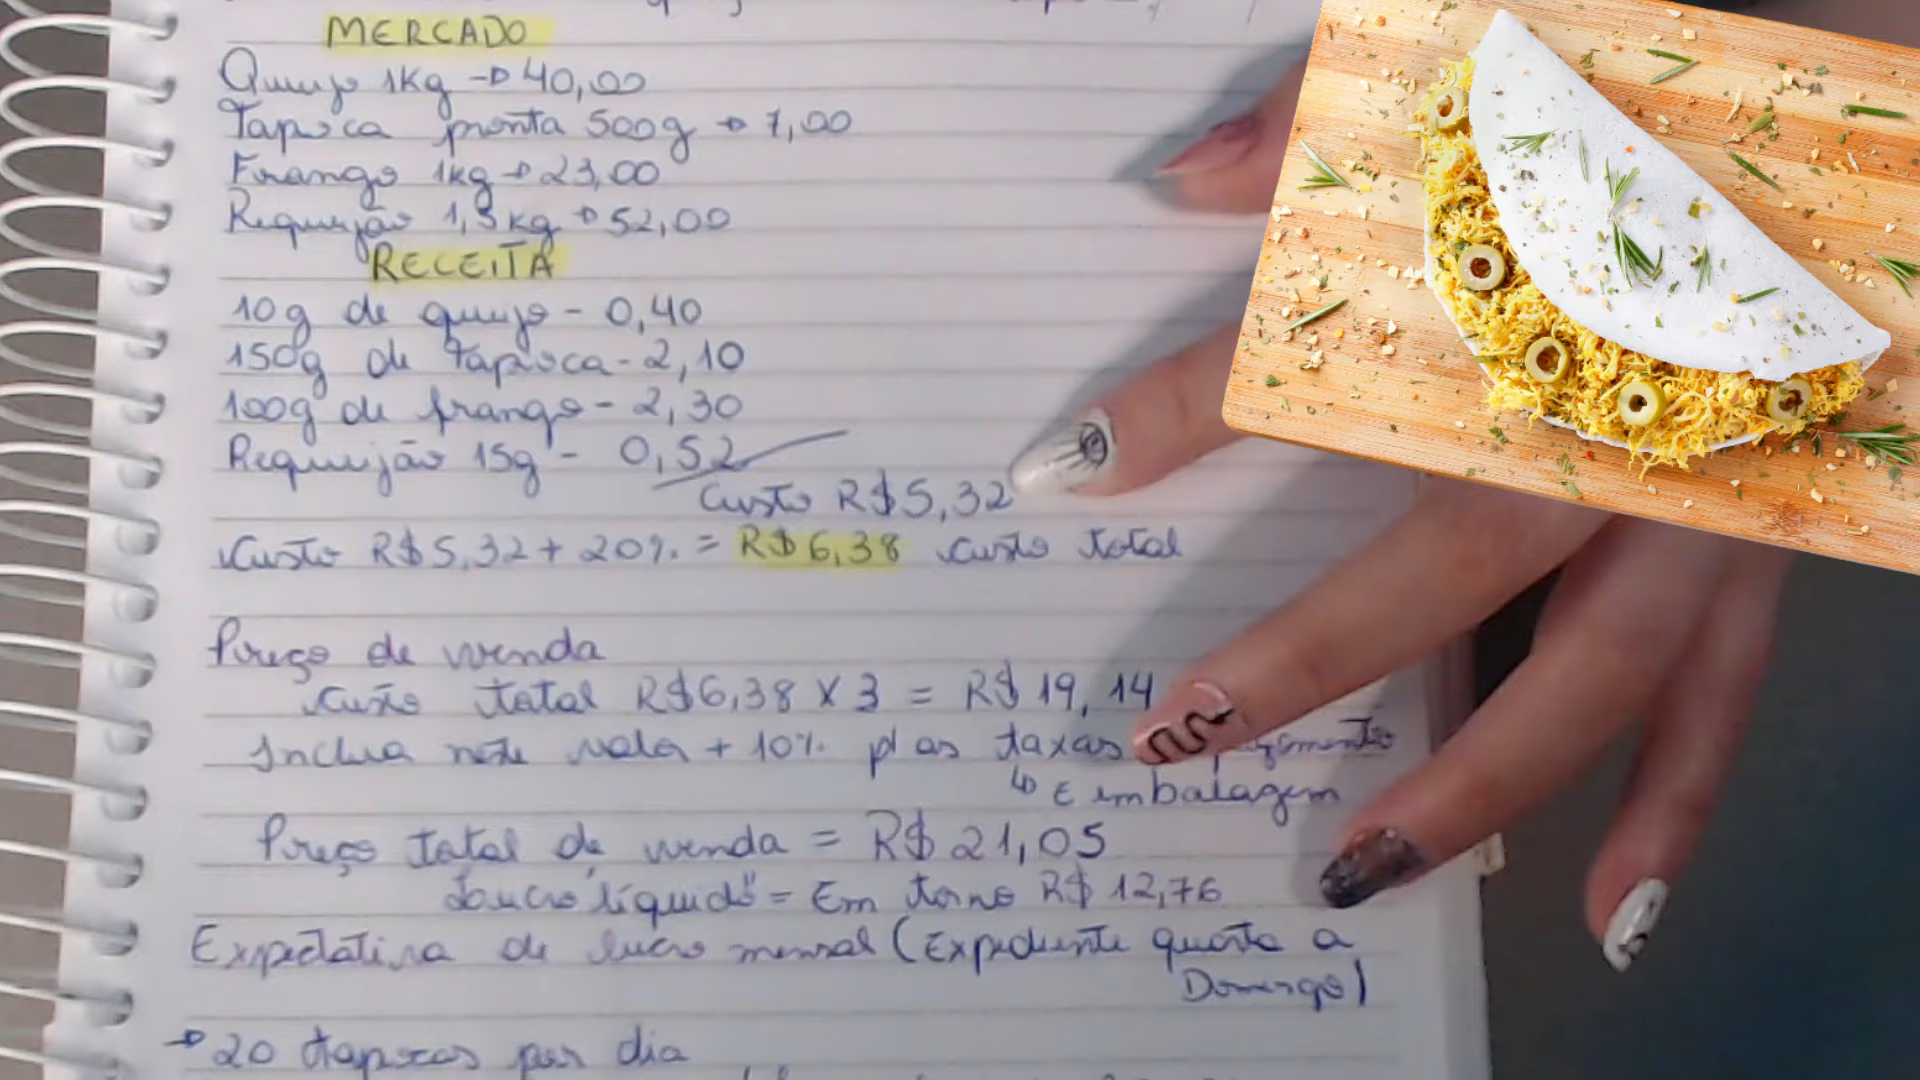 MERCADO
Queijo 1Kg → 40,00
Tapioca pronta 500g → 7,00
Frango 1kg → 23,00
Requeijão 1,5kg → 52,00
RECEITA
10g de queijo - 0,40
150g de tapioca - 2,10
100g de frango - 2,30
Requeijão 15g - 0,52
Custo R$5,32
Custo R$5,32 + 20% = R$6,38 custo total
Preço de venda
Custo total R$6,38 x 3 = R$19,14
Inclua neste valor + 10% p/ as taxas pagamento
↳ Embalagem
Preço total de venda = R$21,05
Lucro "líquido" = Em torno R$12,76
Expectativa de lucro mensal (Expediente quarta a
Domingo)
→ 20 tapiocas por dia